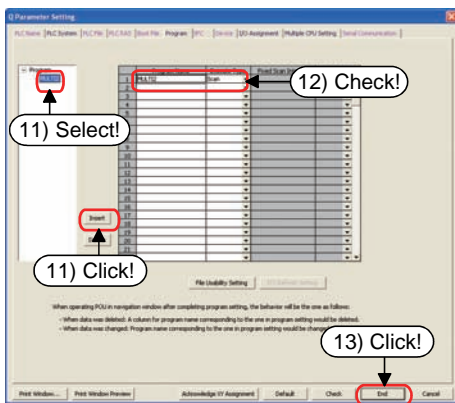 Q Parameter Setting
PLC Name PLC System PLC File PLC RAS Boot File Program SFC Device I/O Assignment Multiple CPU Setting Serial Communication
Program
MULTI2
1 MULTI2 Scan
12) Check!
11) Select!
2
3
4
5
6
7
8
9
10
11
12
13
14
15
16
17
18
19
20
21
Insert
11) Click!
File Usability Setting
When operating POU in navigation window after completing program setting, the behavior will be the one as follows:
- When data was deleted: A column for program name corresponding to the one in program setting would be deleted.
- When data was changed: Program name corresponding to the one in program setting would be
13) Click!
Print Window... Print Window Preview Acknowledge XY Assignment Default Check End Cancel